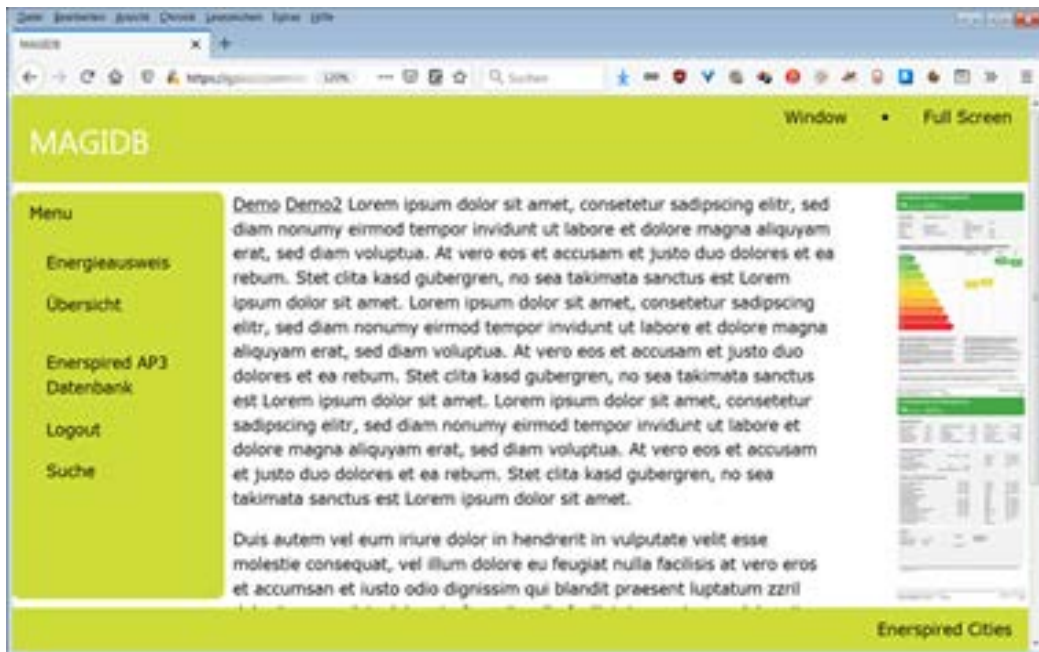 Datei Bearbeiten Ansicht Chronik Lesezeichen Extras Hilfe
MAGIDB
120%
Suchen
Window • Full Screen
MAGIDB
Menu
Energieausweis
Übersicht
Enerspired AP3
Datenbank
Logout
Suche
Demo Demo2 Lorem ipsum dolor sit amet, consetetur sadipscing elitr, sed
diam nonumy eirmod tempor invidunt ut labore et dolore magna aliquyam
erat, sed diam voluptua. At vero eos et accusam et justo duo dolores et ea
rebum. Stet clita kasd gubergren, no sea takimata sanctus est Lorem
ipsum dolor sit amet. Lorem ipsum dolor sit amet, consetetur sadipscing
elitr, sed diam nonumy eirmod tempor invidunt ut labore et dolore magna
aliquyam erat, sed diam voluptua. At vero eos et accusam et justo duo
dolores et ea rebum. Stet clita kasd gubergren, no sea takimata sanctus
est Lorem ipsum dolor sit amet. Lorem ipsum dolor sit amet, consetetur
sadipscing elitr, sed diam nonumy eirmod tempor invidunt ut labore et
dolore magna aliquyam erat, sed diam voluptua. At vero eos et accusam
et justo duo dolores et ea rebum. Stet clita kasd gubergren, no sea
takimata sanctus est Lorem ipsum dolor sit amet.
Duis autem vel eum iriure dolor in hendrerit in vulputate velit esse
molestie consequat, vel illum dolore eu feugiat nulla facilisis at vero eros
et accumsan et iusto odio dignissim qui blandit praesent luptatum zzril
Enerspired Cities